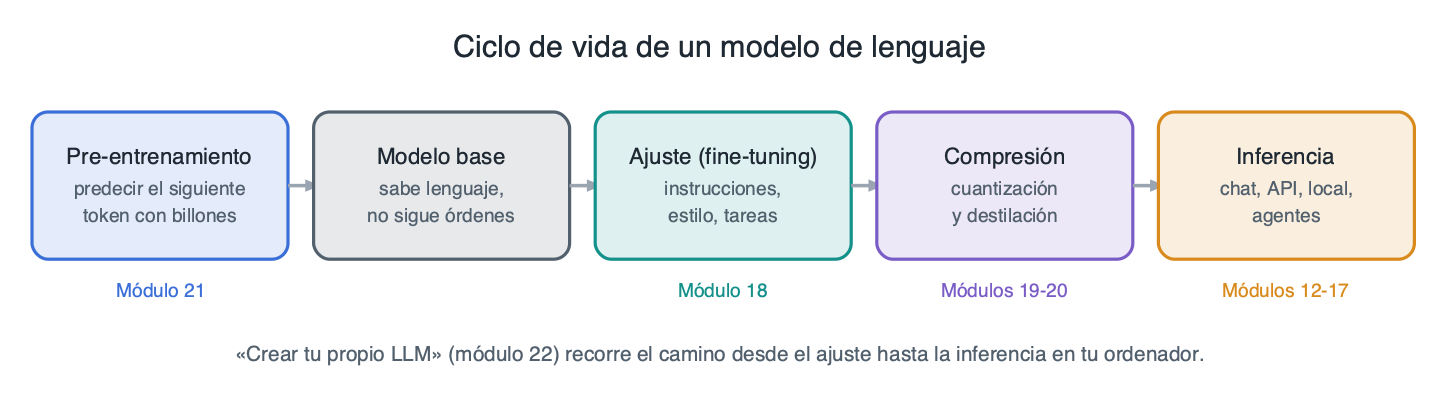 Ciclo de vida de un modelo de lenguaje
Pre-entrenamiento
predecir el siguiente
token con billones
Modelo base
sabe lenguaje,
no sigue órdenes
Ajuste (fine-tuning)
instrucciones,
estilo, tareas
Compresión
cuantización
y destilación
Inferencia
chat, API, local,
agentes
Módulo 21
Módulo 18
Módulos 19-20
Módulos 12-17
«Crear tu propio LLM» (módulo 22) recorre el camino desde el ajuste hasta la inferencia en tu ordenador.